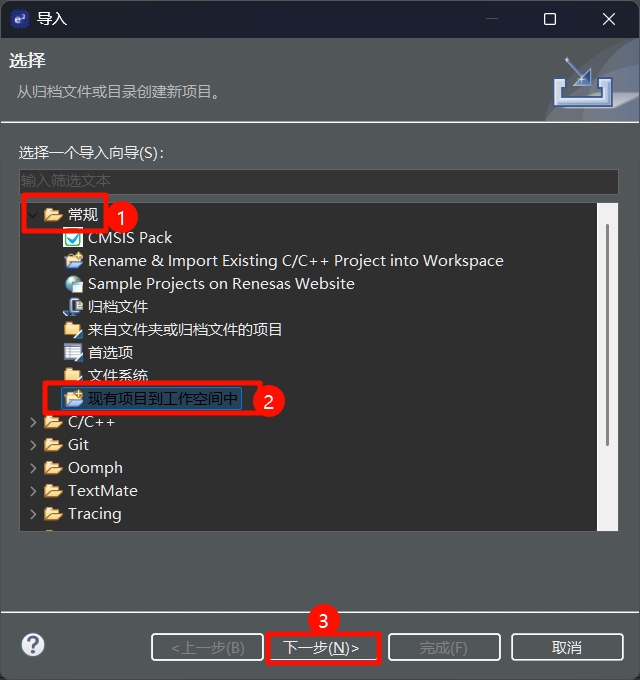 e² 导入
选择
从归档文件或目录创建新项目。
选择一个导入向导(S):
输入筛选文本
常规
1
CMSIS Pack
Rename & Import Existing C/C++ Project into Workspace
Sample Projects on Renesas Website
归档文件
来自文件夹或归档文件的项目
首选项
文件系统
现有项目到工作空间中
2
C/C++
Git
Oomph
TextMate
Tracing
3
? <上一步(B) 下一步(N)> 完成(F) 取消